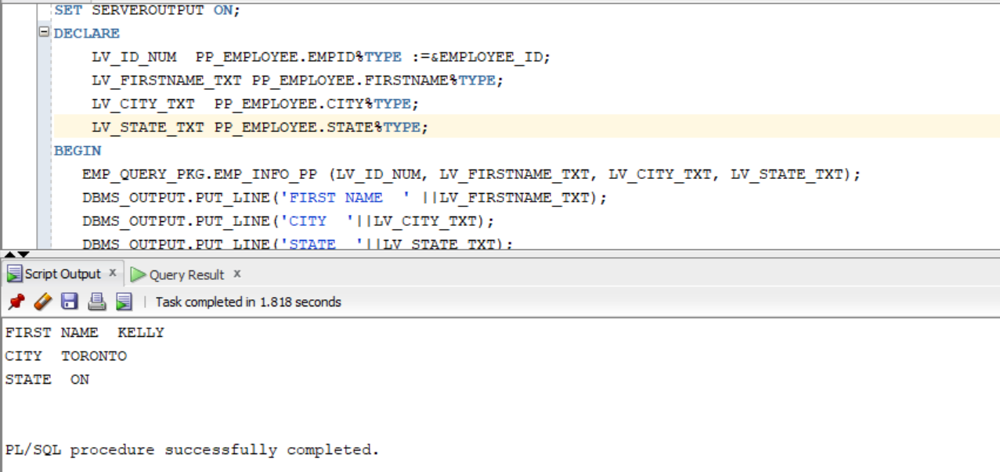 SET SERVEROUTPUT ON;
DECLARE
LV_ID_NUM  PP_EMPLOYEE.EMPID%TYPE :=&EMPLOYEE_ID;
LV_FIRSTNAME_TXT PP_EMPLOYEE.FIRSTNAME%TYPE;
LV_CITY_TXT  PP_EMPLOYEE.CITY%TYPE;
LV_STATE_TXT PP_EMPLOYEE.STATE%TYPE;
BEGIN
EMP_QUERY_PKG.EMP_INFO_PP (LV_ID_NUM, LV_FIRSTNAME_TXT, LV_CITY_TXT, LV_STATE_TXT);
DBMS_OUTPUT.PUT_LINE('FIRST NAME  ' ||LV_FIRSTNAME_TXT);
DBMS_OUTPUT.PUT_LINE('CITY  '||LV_CITY_TXT);
DBMS_OUTPUT.PUT_LINE('STATE  '||LV_STATE_TXT);
Script Output x Query Result x
Task completed in 1.818 seconds
FIRST NAME  KELLY
CITY  TORONTO
STATE  ON
PL/SQL procedure successfully completed.